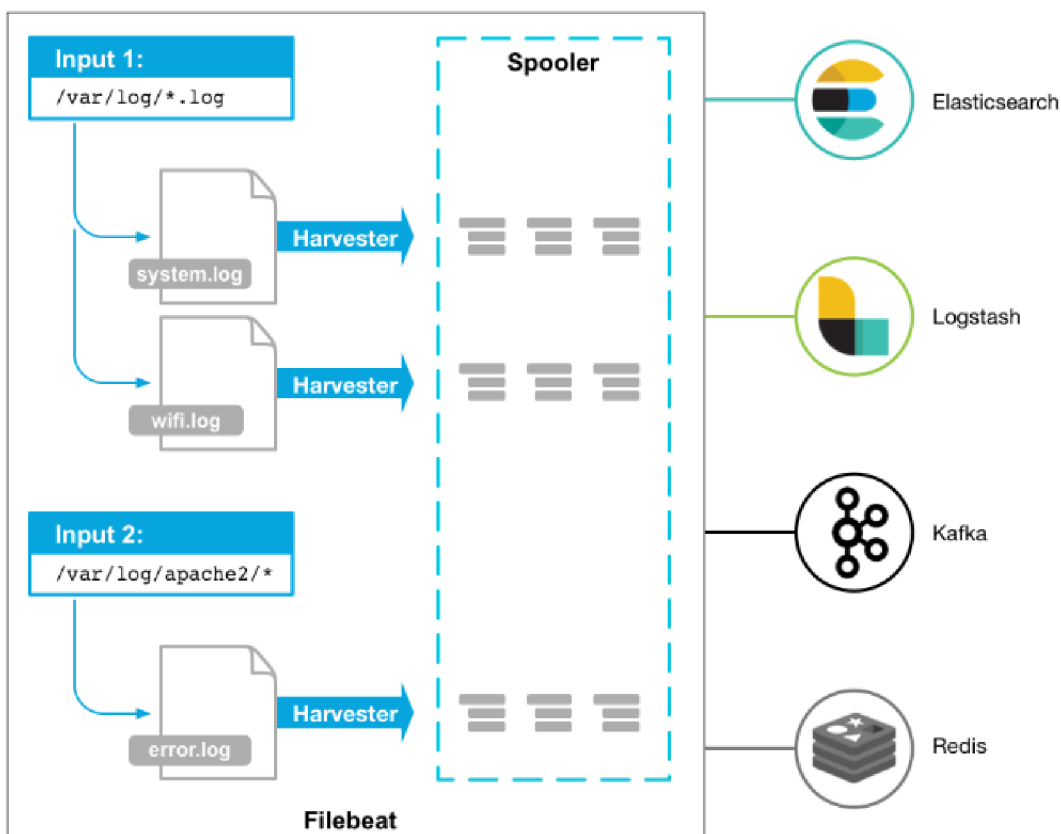 Input 1:
/var/log/*.log
Spooler
Elasticsearch
system.log
Harvester
Logstash
wifi.log
Harvester
Input 2:
/var/log/apache2/*
Kafka
error.log
Harvester
Redis
Filebeat